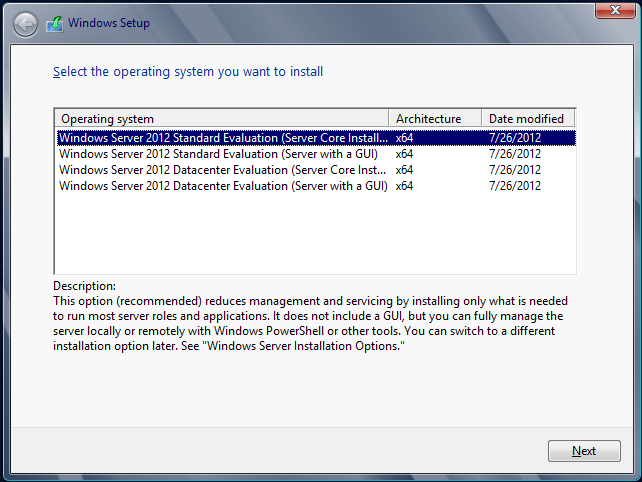 Windows Setup
Select the operating system you want to install
Operating system Architecture Date modified
Windows Server 2012 Standard Evaluation (Server Core Install... x64 7/26/2012
Windows Server 2012 Standard Evaluation (Server with a GUI) x64 7/26/2012
Windows Server 2012 Datacenter Evaluation (Server Core Inst... x64 7/26/2012
Windows Server 2012 Datacenter Evaluation (Server with a GUI) x64 7/26/2012
Description:
This option (recommended) reduces management and servicing by installing only what is needed
to run most server roles and applications. It does not include a GUI, but you can fully manage the
server locally or remotely with Windows PowerShell or other tools. You can switch to a different
installation option later. See "Windows Server Installation Options."
Next